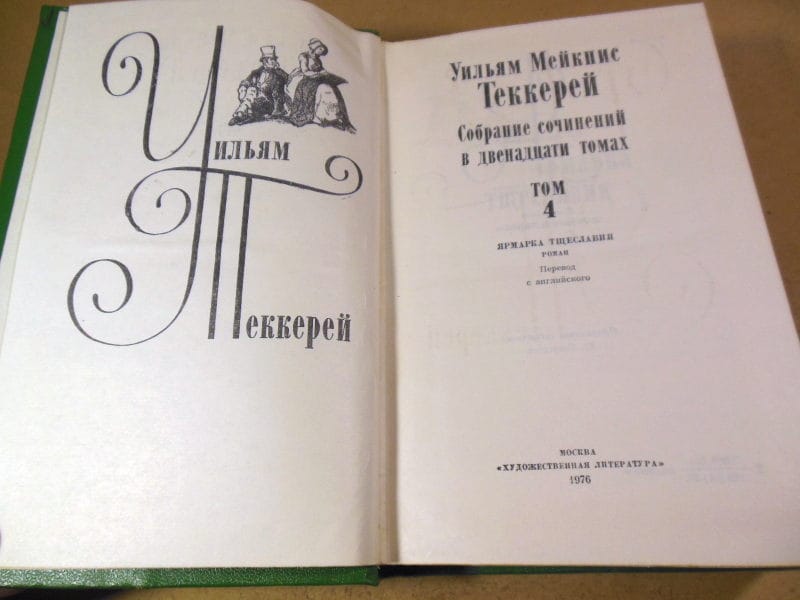 Уильям
Теккерей
Уильям Мейкпис
Теккерей
Собрание сочинений
в двенадцати томах
ТОМ
4
ЯРМАРКА ТЩЕСЛАВИЯ
РОМАН
Перевод
с английского
МОСКВА
«ХУДОЖЕСТВЕННАЯ ЛИТЕРАТУРА»
1976